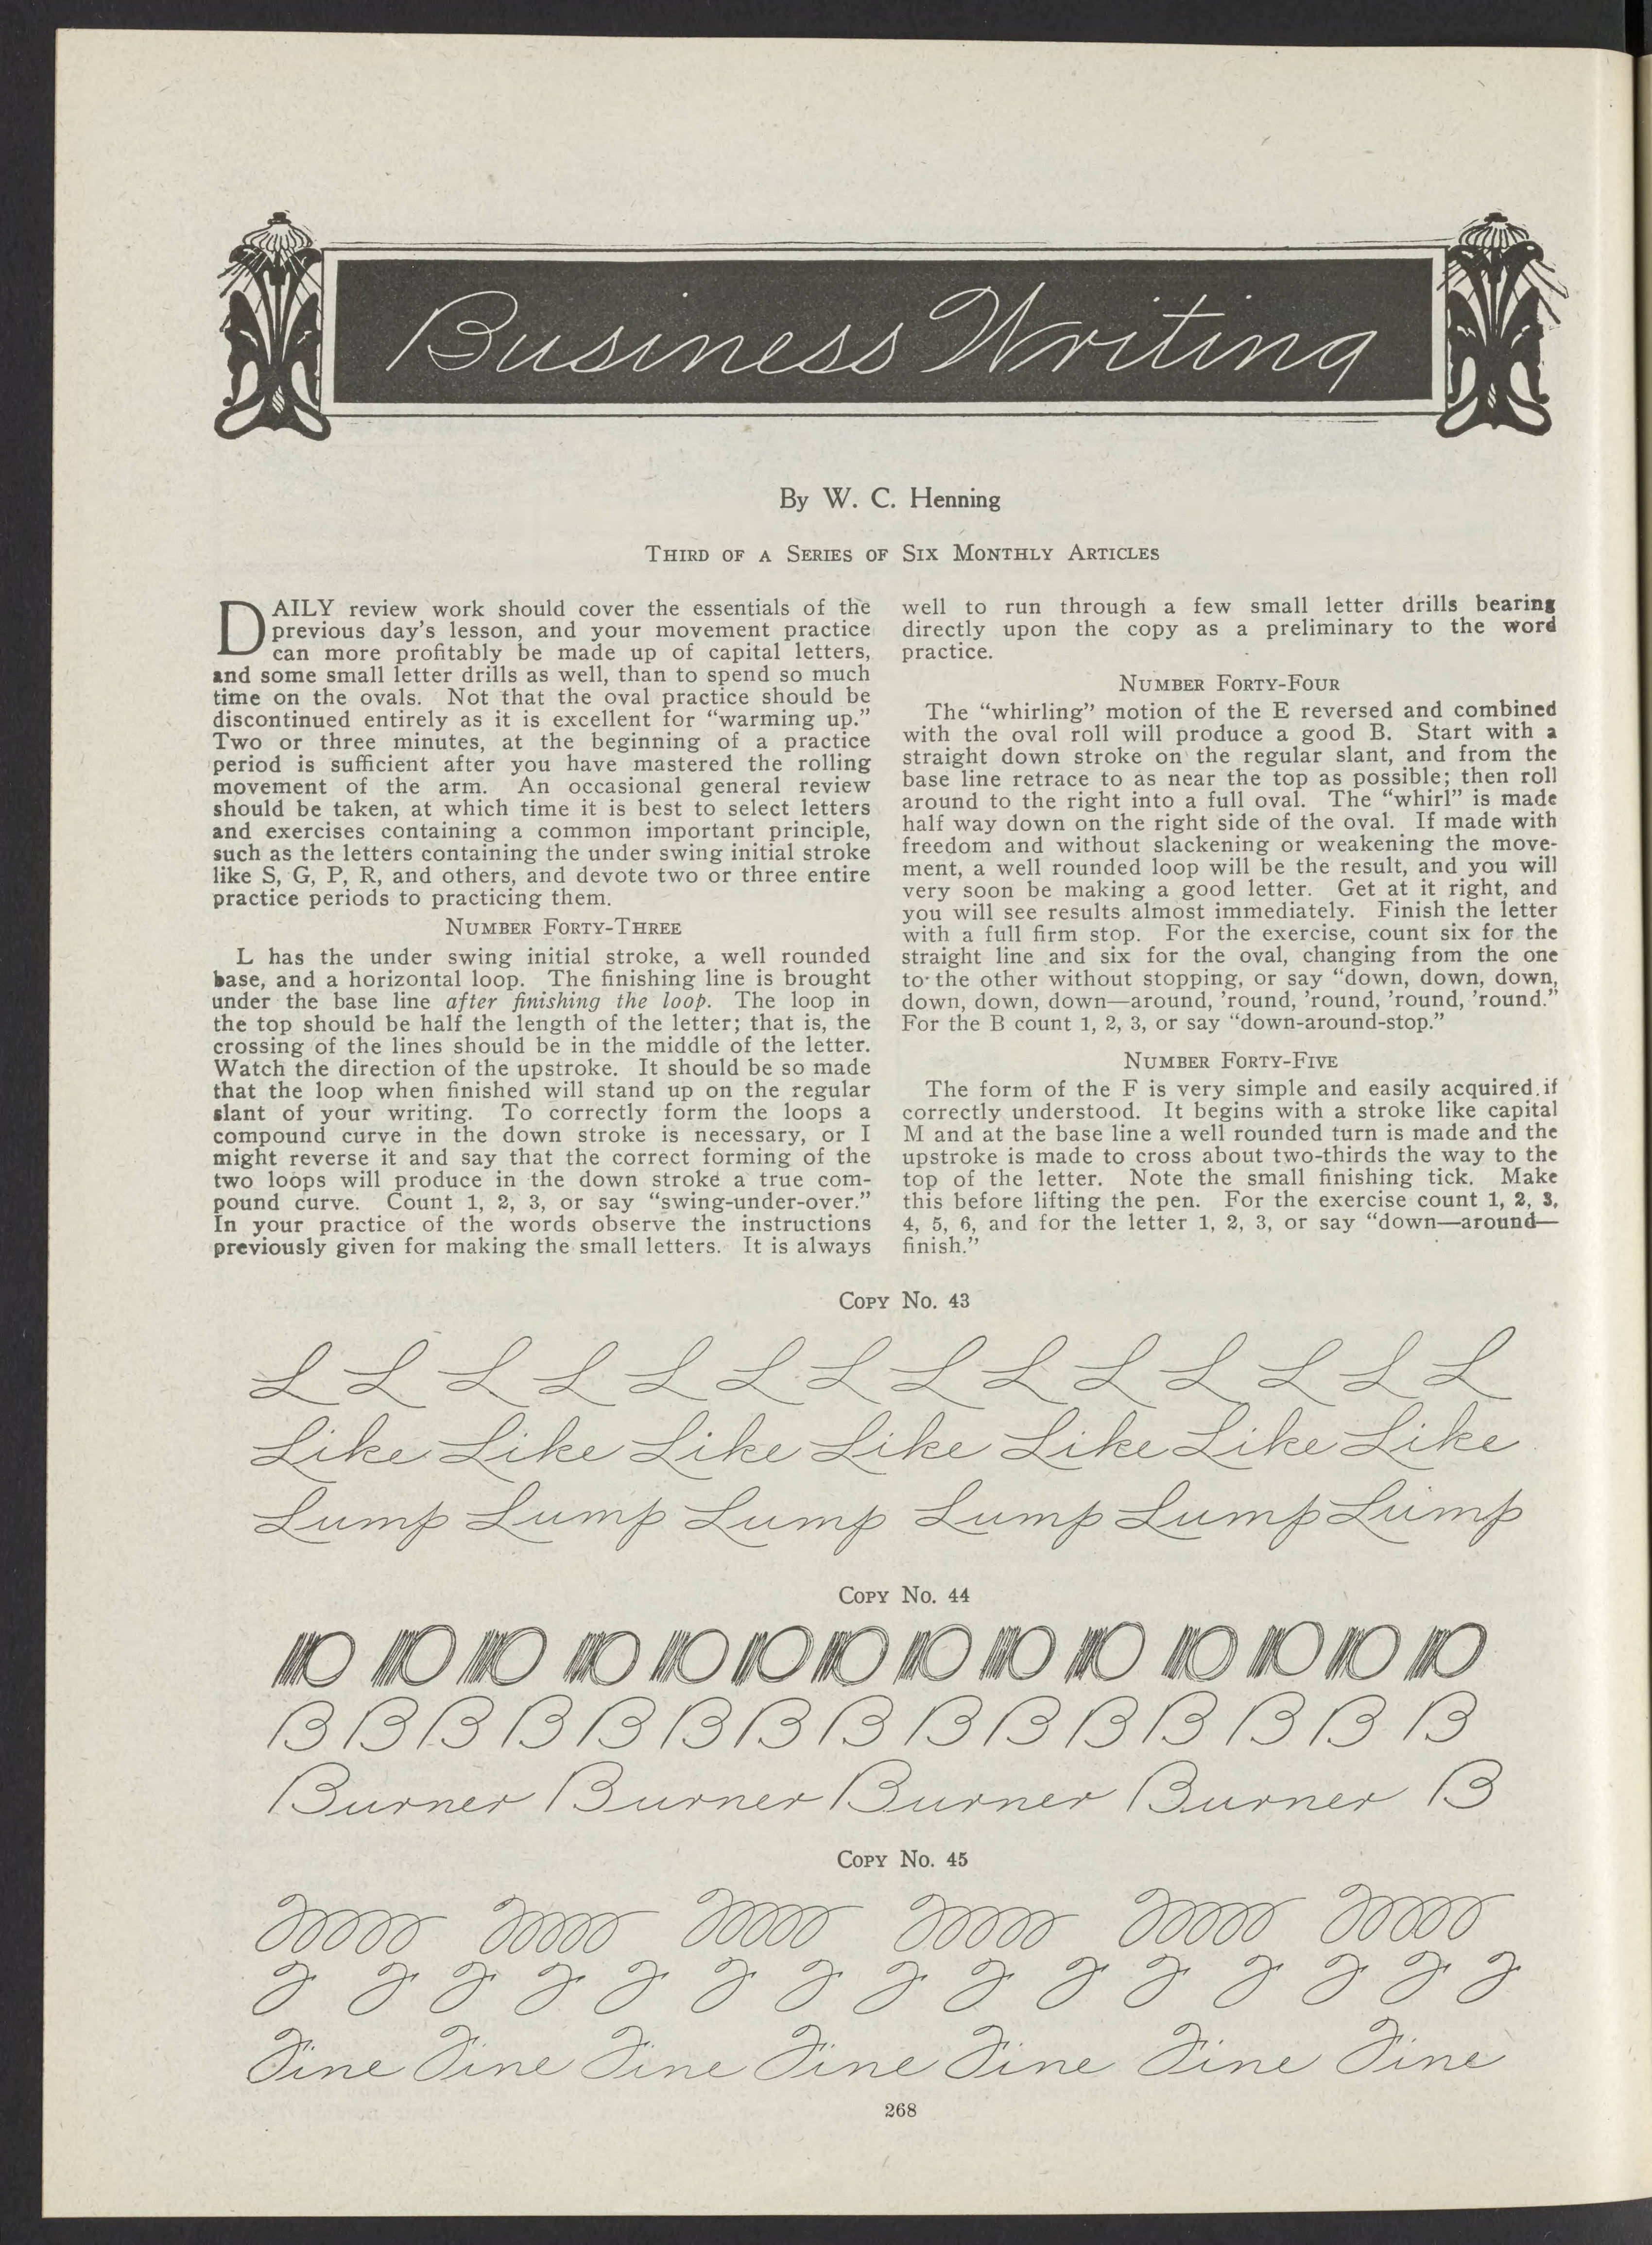 Business Writing
By W. C. Henning
THIRD OF A SERIES OF SIX MONTHLY ARTICLES
DAILY review work should cover the essentials of the
previous day's lesson, and your movement practice
can more profitably be made up of capital letters,
and some small letter drills as well, than to spend so much
time on the ovals. Not that the oval practice should be
discontinued entirely as it is excellent for “warming up.”
Two or three minutes, at the beginning of a practice
period is sufficient after you have mastered the rolling
movement of the arm. An occasional general review
should be taken, at which time it is best to select letters
and exercises containing a common important principle,
such as the letters containing the under swing initial stroke
like S, G, P, R, and others, and devote two or three entire
practice periods to practicing them.
NUMBER FORTY-THREE
L has the under swing initial stroke, a well rounded
base, and a horizontal loop. The finishing line is brought
under the base line after finishing the loop. The loop in
the top should be half the length of the letter; that is, the
crossing of the lines should be in the middle of the letter.
Watch the direction of the upstroke. It should be so made
that the loop when finished will stand up on the regular
slant of your writing. To correctly form the loops a
compound curve in the down stroke is necessary, or I
might reverse it and say that the correct forming of the
two loops will produce in the down stroke a true com-
pound curve. Count 1, 2, 3, or say “swing-under-over.”
In your practice of the words observe the instructions
previously given for making the small letters. It is always
well to run through a few small letter drills bearing
directly upon the copy as a preliminary to the word
practice.
NUMBER FORTY-FOUR
The “whirling” motion of the E reversed and combined
with the oval roll will produce a good B. Start with a
straight down stroke on the regular slant, and from the
base line retrace to as near the top as possible; then roll
around to the right into a full oval. The “whirl” is made
half way down on the right side of the oval. If made with
freedom and without slackening or weakening the move-
ment, a well rounded loop will be the result, and you will
very soon be making a good letter. Get at it right, and
you will see results almost immediately. Finish the letter
with a full firm stop. For the exercise, count six for the
straight line and six for the oval, changing from the one
to the other without stopping, or say “down, down, down,
down, down, down—around, 'round, 'round, 'round, 'round.”
For the B count 1, 2, 3, or say “down-around-stop.”
NUMBER FORTY-FIVE
The form of the F is very simple and easily acquired if
correctly understood. It begins with a stroke like capital
M and at the base line a well rounded turn is made and the
upstroke is made to cross about two-thirds the way to the
top of the letter. Note the small finishing tick. Make
this before lifting the pen. For the exercise count 1, 2, 3,
4, 5, 6, and for the letter 1, 2, 3, or say “down—around—
finish.”
COPY NO. 43
L L L L L L L L L L L L L L
Like Like Like Like Like Like Like
Lump Lump Lump Lump Lump Lump
COPY NO. 44
B B B B B B B B B B B B B B B
Burner Burner Burner Burner B
COPY NO. 45
F F F F F F F F F F F F F F F
Fine Fine Fine Fine Fine Fine Fine
268